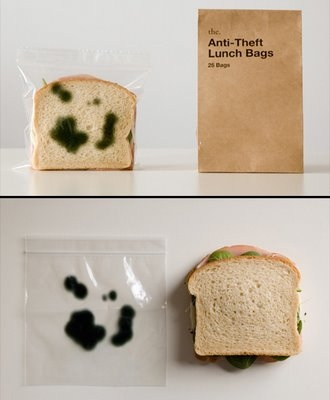 the.
Anti-Theft
Lunch Bags
25 Bags